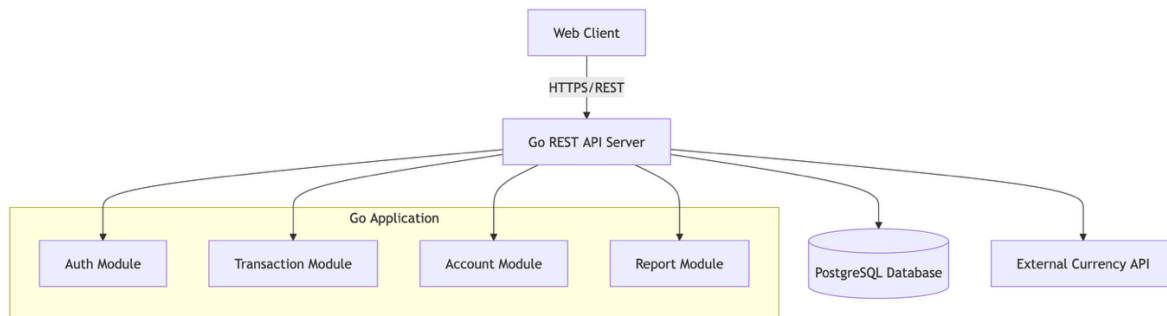 Web Client
HTTPS/REST
Go REST API Server
Go Application
Auth Module
Transaction Module
Account Module
Report Module
PostgreSQL Database
External Currency API